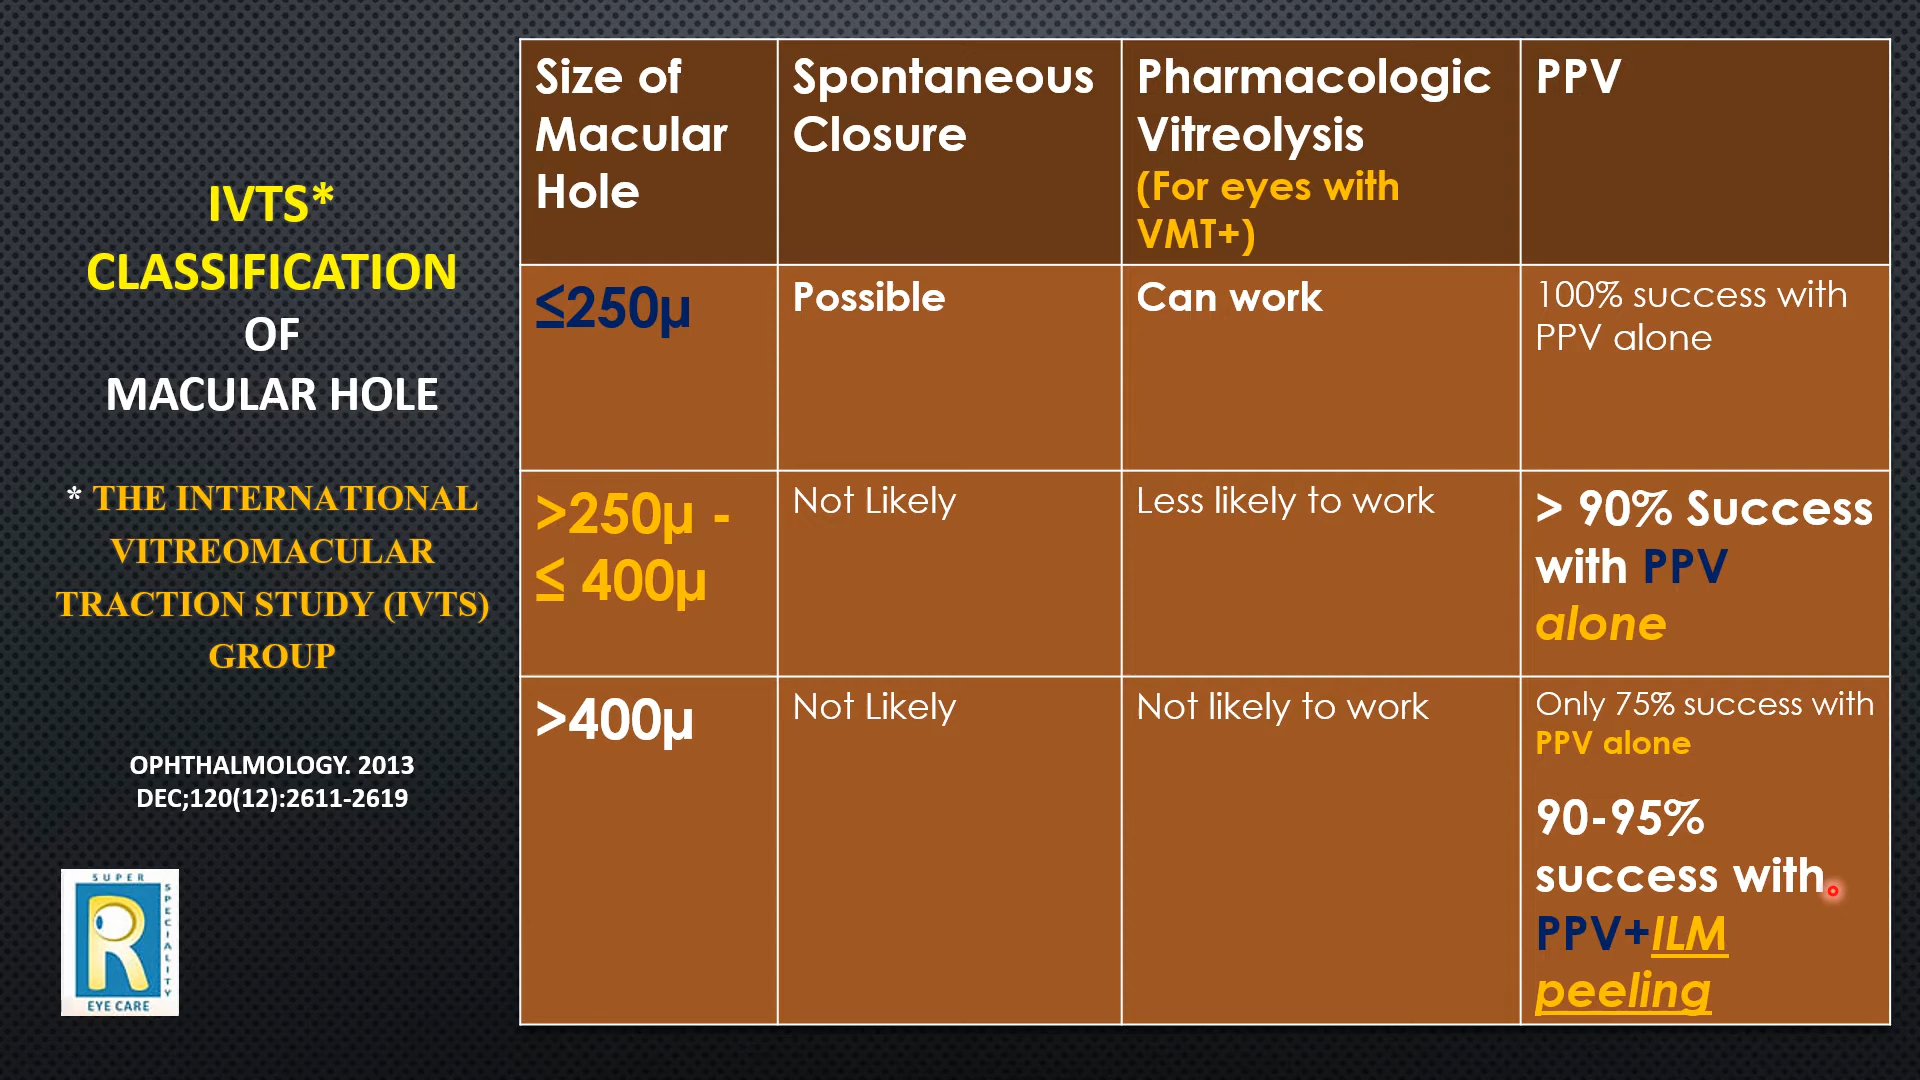 IVTS*
CLASSIFICATION
OF
MACULAR HOLE
* THE INTERNATIONAL
VITREOMACULAR
TRACTION STUDY (IVTS)
GROUP
OPHTHALMOLOGY. 2013
DEC;120(12):2611-2619
SUPER
SPECIALITY
R
EYE CARE
Size of
Macular
Hole
Spontaneous
Closure
Pharmacologic
Vitreolysis
(For eyes with
VMT+)
PPV
≤250µ
Possible
Can work
100% success with
PPV alone
>250µ -
≤ 400µ
Not Likely
Less likely to work
> 90% Success
with PPV
alone
>400µ
Not Likely
Not likely to work
Only 75% success with
PPV alone
90-95%
success with
PPV+ILM
peeling